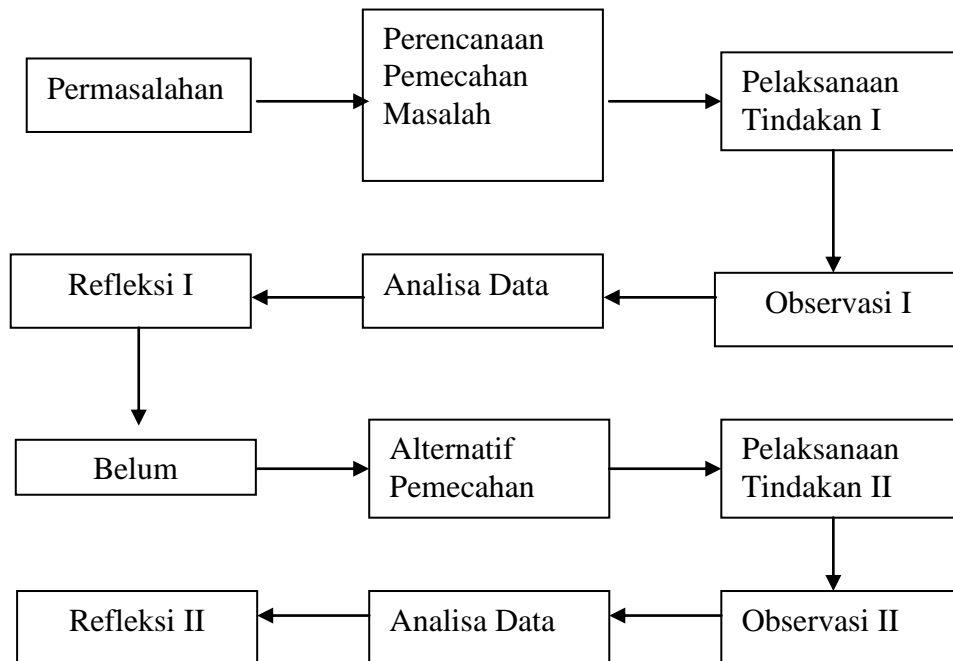 Permasalahan
Perencanaan
Pemecahan
Masalah
Pelaksanaan
Tindakan I
Refleksi I
Analisa Data
Observasi I
Belum
Alternatif
Pemecahan
Pelaksanaan
Tindakan II
Refleksi II
Analisa Data
Observasi II